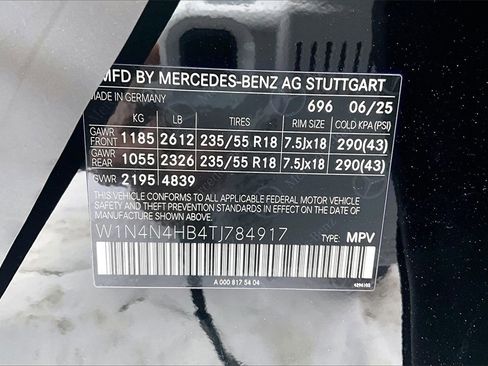 MFD BY MERCEDES-BENZ AG STUTTGART
MADE IN GERMANY 696 06/25
KG LB TIRES RIM SIZE COLD KPA (PSI)
GAWR FRONT 1185 2612 235/55 R18 7.5Jx18 290(43)
GAWR REAR 1055 2326 235/55 R18 7.5Jx18 290(43)
GVWR 2195 4839
THIS VEHICLE CONFORMS TO ALL APPLICABLE FEDERAL MOTOR VEHICLE
SAFETY, BUMPER, AND THEFT PREVENTION STANDARDS IN EFFECT ON
THE DATE OF MANUFACTURE SHOWN ABOVE.
W1N4N4HB4TJ784917 TYPE: MPV
A 000 817 54 04